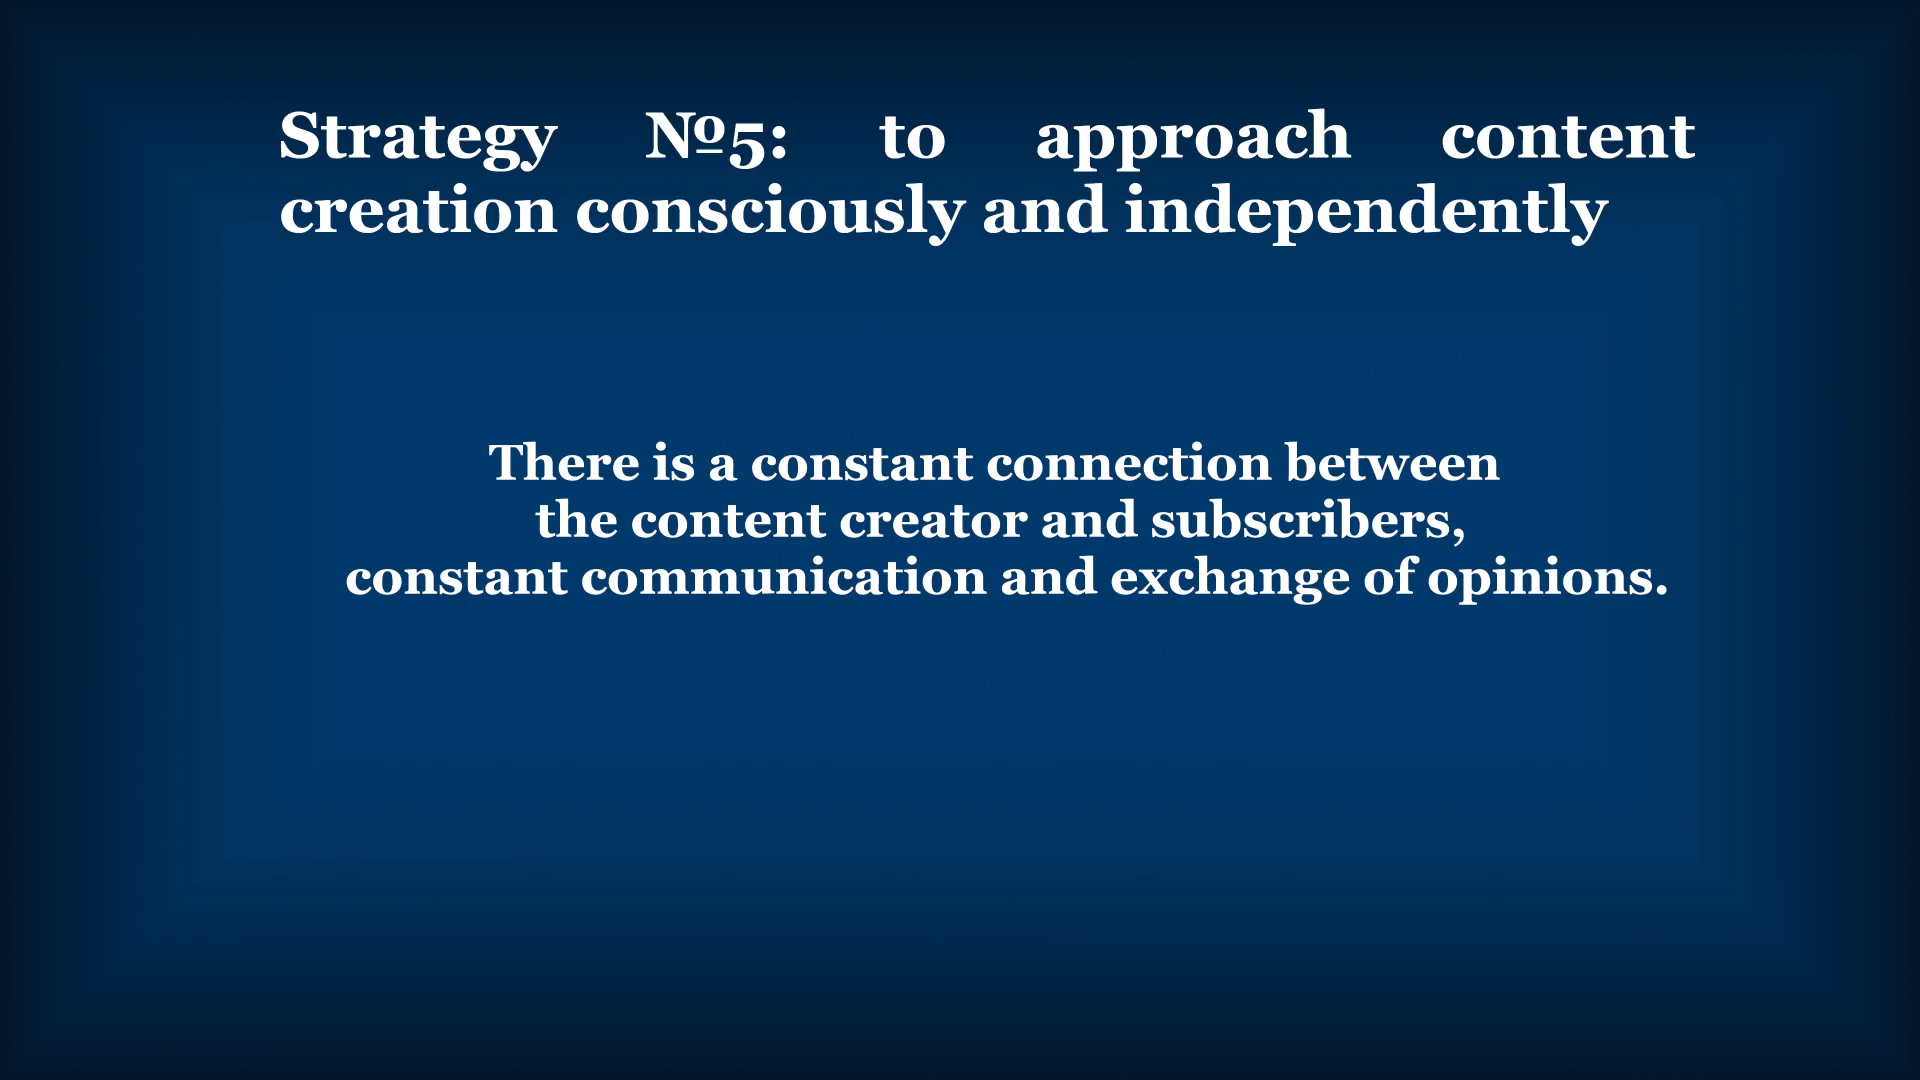 Strategy №5: to approach content
creation consciously and independently
There is a constant connection between
the content creator and subscribers,
constant communication and exchange of opinions.